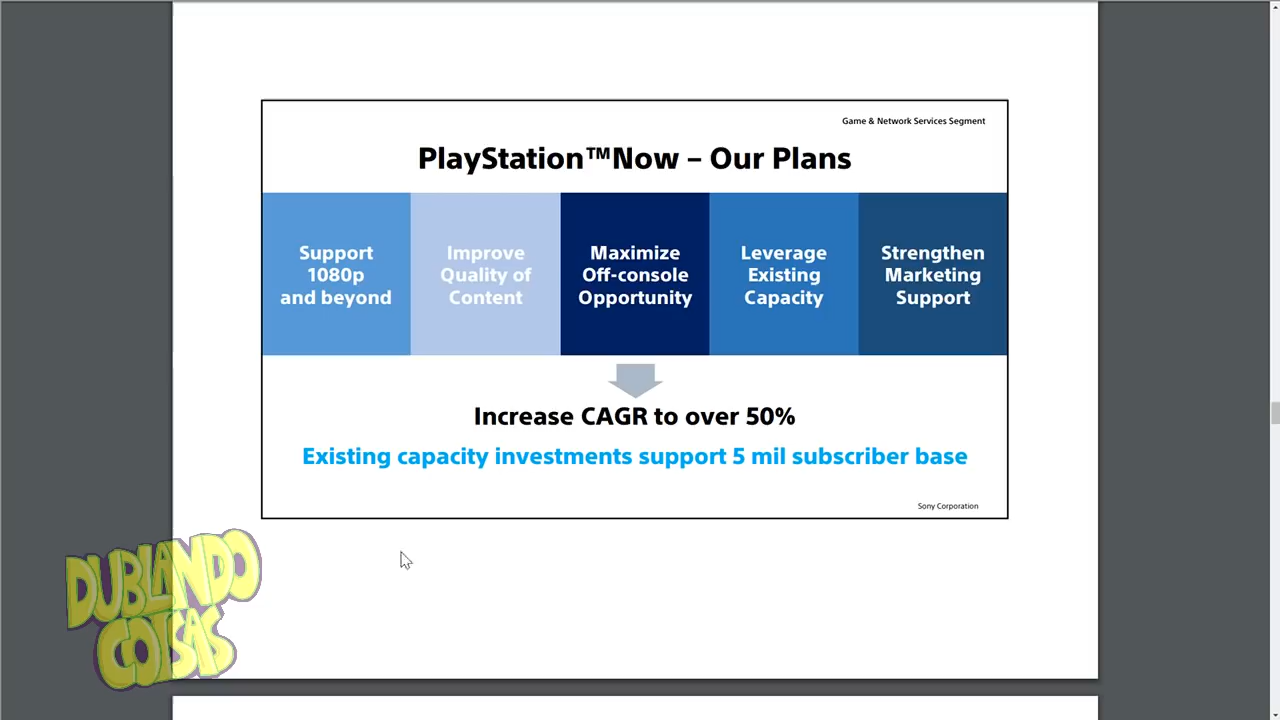 Game & Network Services Segment
PlayStation™Now – Our Plans
Support
1080p
and beyond
Improve
Quality of
Content
Maximize
Off-console
Opportunity
Leverage
Existing
Capacity
Strengthen
Marketing
Support
Increase CAGR to over 50%
Existing capacity investments support 5 mil subscriber base
Sony Corporation
DUBLANDO
COISAS